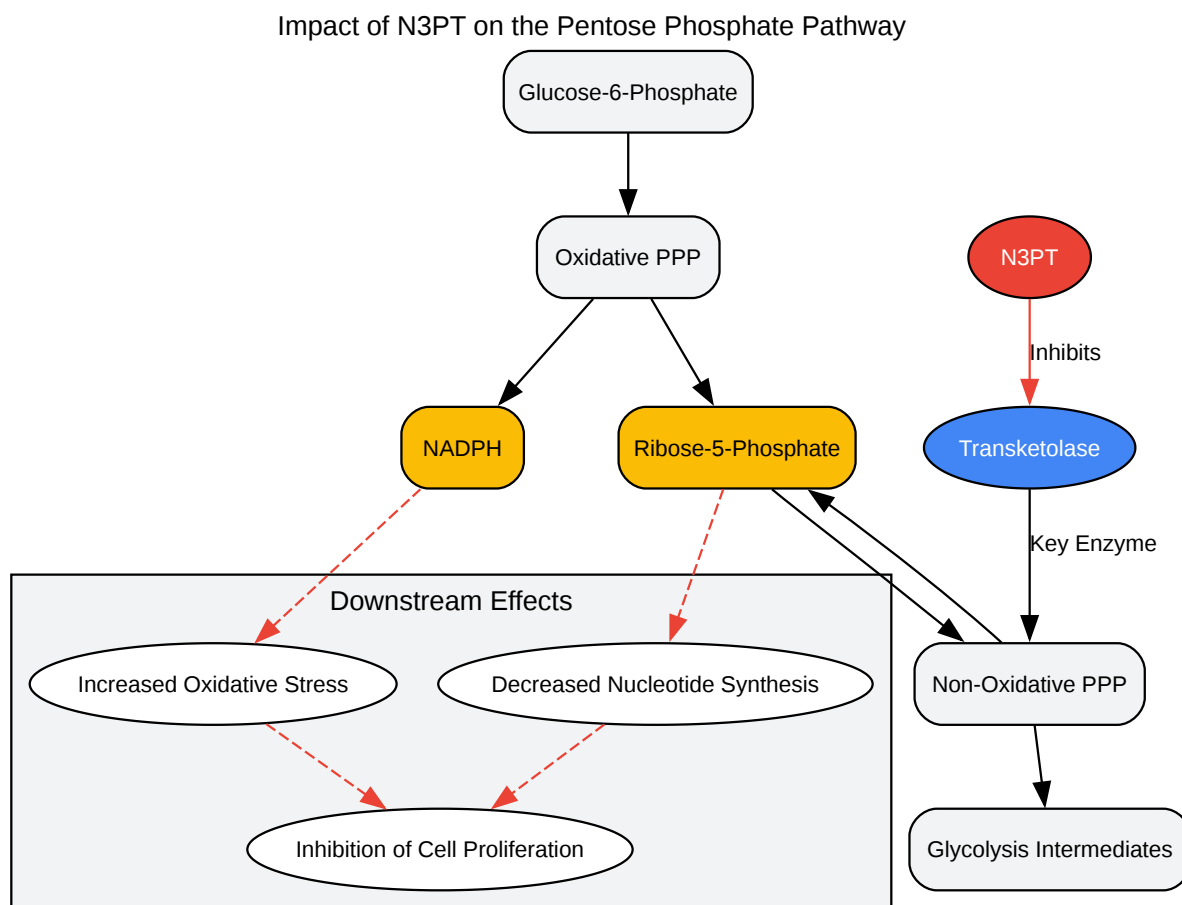 Impact of N3PT on the Pentose Phosphate Pathway
Glucose-6-Phosphate
Oxidative PPP
N3PT
Inhibits
NADPH
Ribose-5-Phosphate
Transketolase
Key Enzyme
Downstream Effects
Increased Oxidative Stress
Decreased Nucleotide Synthesis
Non-Oxidative PPP
Inhibition of Cell Proliferation
Glycolysis Intermediates